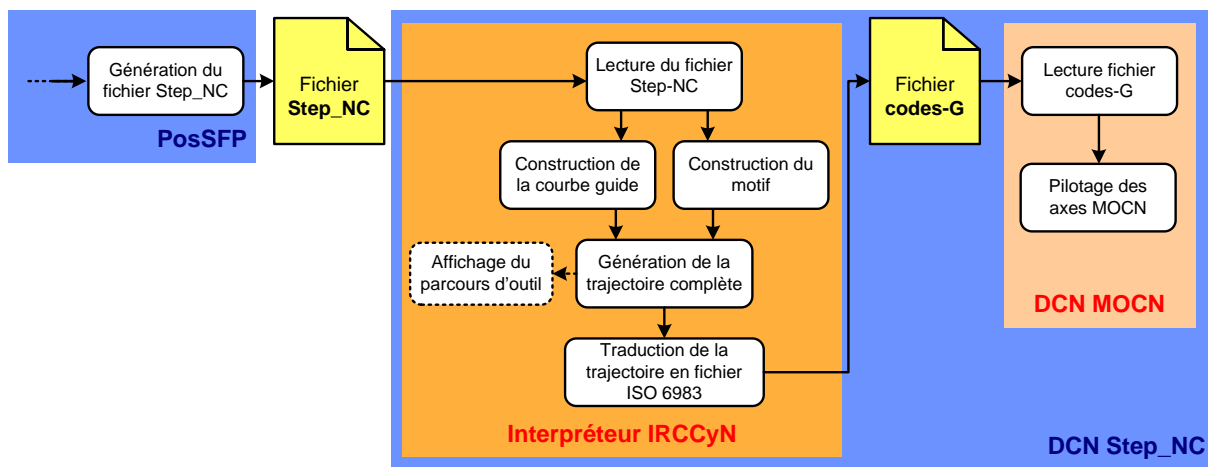 Génération du
fichier Step_NC
PosSFP
Fichier
Step_NC
Lecture du fichier
Step-NC
Construction de
la courbe guide
Construction du
motif
Affichage du
parcours d'outil
Génération de la
trajectoire complète
Traduction de la
trajectoire en fichier
ISO 6983
Interpréteur IRCCyN
Fichier
codes-G
Lecture fichier
codes-G
Pilotage des
axes MOCN
DCN MOCN
DCN Step_NC